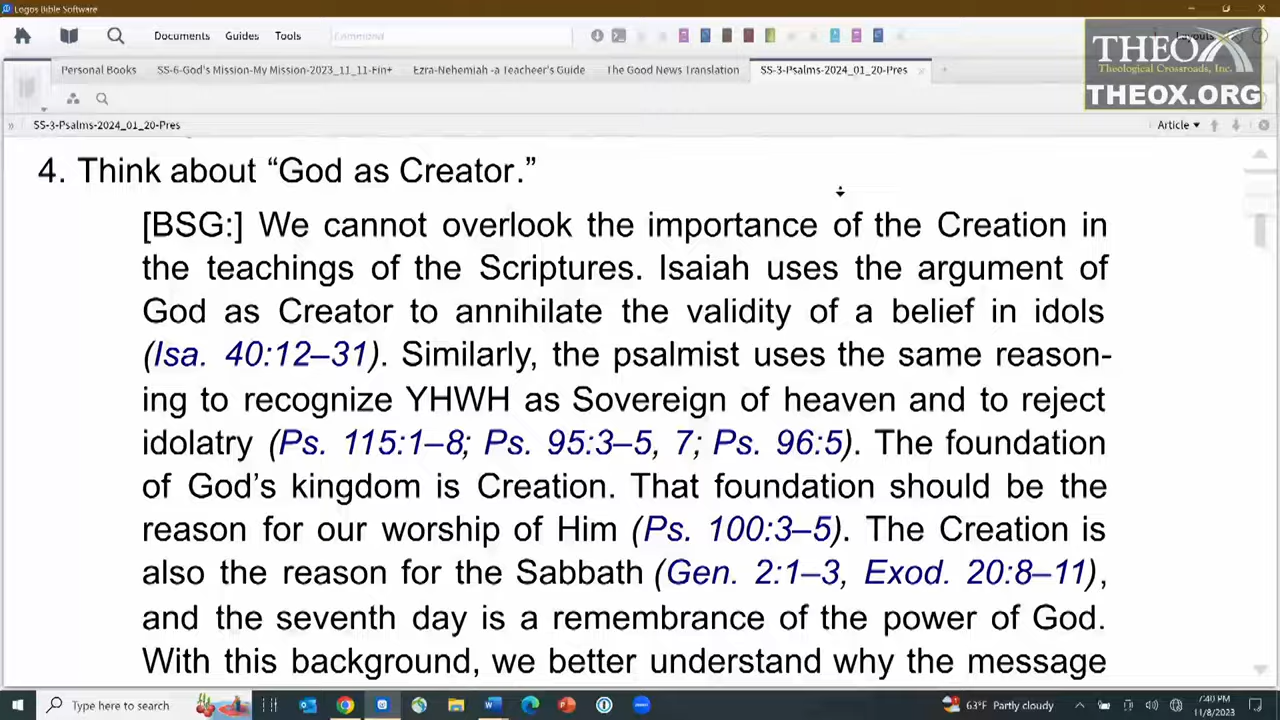 Logos Bible Software
Documents Guides Tools Command Layouts
THEOX
Theological Crossroads, Inc.
THEOX.ORG
Personal Books SS-6-God's Mission-My Mission-2023_11_11-Fin+ The Good News Translation SS-3-Psalms-2024_01_20-Pres
SS-3-Psalms-2024_01_20-Pres Article
4. Think about “God as Creator.”
[BSG:] We cannot overlook the importance of the Creation in
the teachings of the Scriptures. Isaiah uses the argument of
God as Creator to annihilate the validity of a belief in idols
(Isa. 40:12–31). Similarly, the psalmist uses the same reason-
ing to recognize YHWH as Sovereign of heaven and to reject
idolatry (Ps. 115:1–8; Ps. 95:3–5, 7; Ps. 96:5). The foundation
of God’s kingdom is Creation. That foundation should be the
reason for our worship of Him (Ps. 100:3–5). The Creation is
also the reason for the Sabbath (Gen. 2:1–3, Exod. 20:8–11),
and the seventh day is a remembrance of the power of God.
With this background, we better understand why the message
Type here to search 63°F Partly cloudy 7:40 PM
11/8/2023